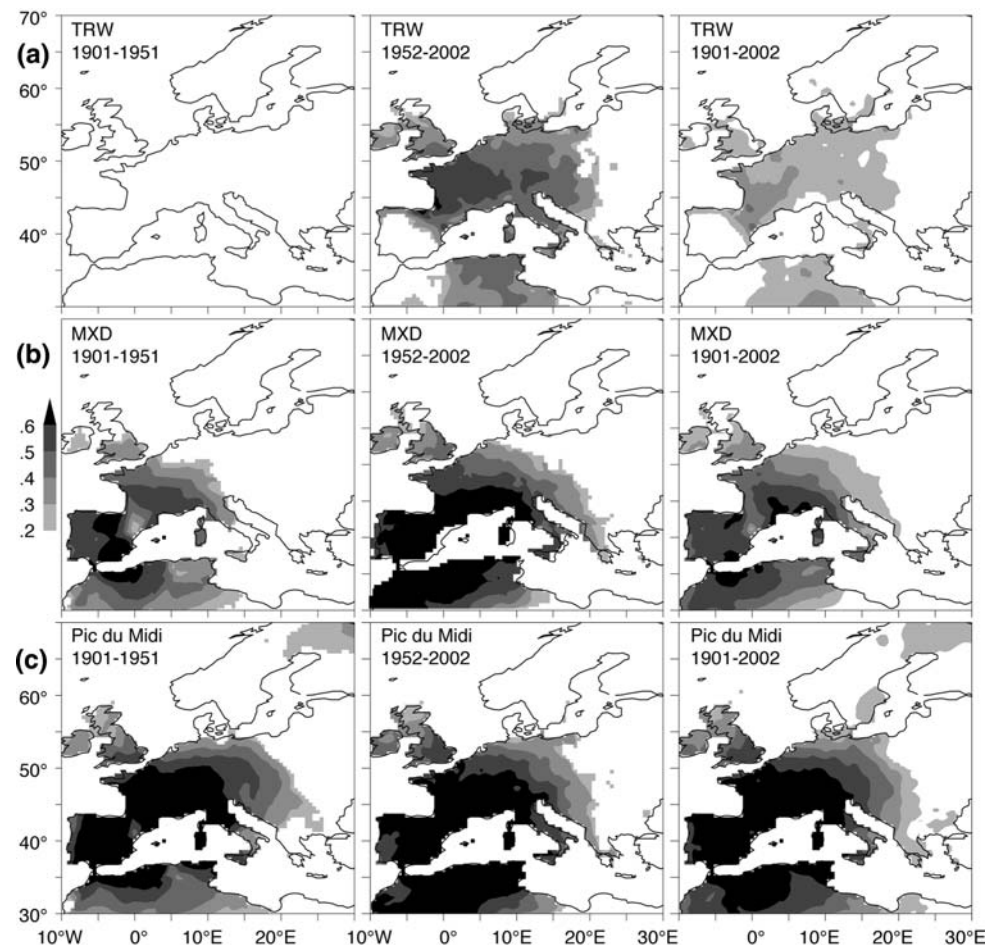 70°
(a)
TRW
1901-1951
TRW
1952-2002
TRW
1901-2002
60°
50°
40°
(b)
MXD
1901-1951
MXD
1952-2002
MXD
1901-2002
.6
.5
.4
.3
.2
(c)
Pic du Midi
1901-1951
Pic du Midi
1952-2002
Pic du Midi
1901-2002
60°
50°
40°
30°
10°W 0° 10°E 20°E 10°W 0° 10°E 20°E 10°W 0° 10°E 20°E 30°E